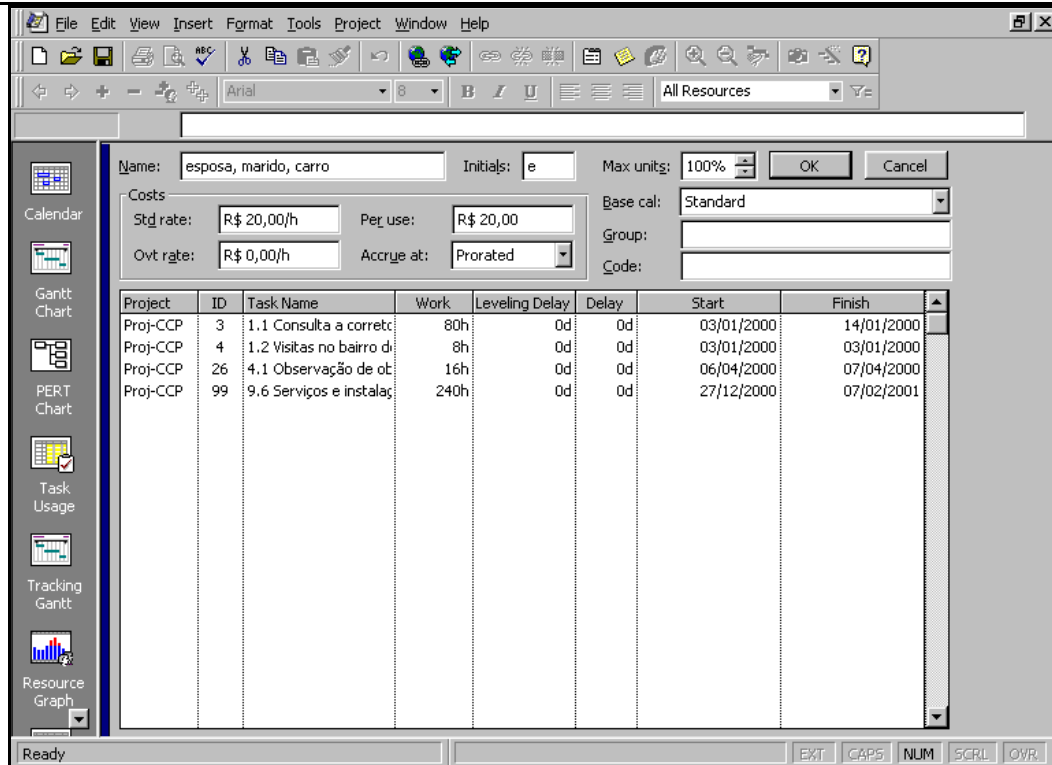 File Edit View Insert Format Tools Project Window Help
ABC
Arial 8 B I U All Resources
Name: esposa, marido, carro Initials: e Max units: 100% OK Cancel
Costs
Std rate: R$ 20,00/h Per use: R$ 20,00 Base cal: Standard
Ovt rate: R$ 0,00/h Accrue at: Prorated Group:
Code:
Project ID Task Name Work Leveling Delay Delay Start Finish
Proj-CCP 3 1.1 Consulta a correto 80h 0d 0d 03/01/2000 14/01/2000
Proj-CCP 4 1.2 Visitas no bairro d 8h 0d 0d 03/01/2000 03/01/2000
Proj-CCP 26 4.1 Observação de ob 16h 0d 0d 06/04/2000 07/04/2000
Proj-CCP 99 9.6 Serviços e instalaç 240h 0d 0d 27/12/2000 07/02/2001
Calendar
Gantt
Chart
PERT
Chart
Task
Usage
Tracking
Gantt
Resource
Graph
Ready EXT CAPS NUM SCRL OVR